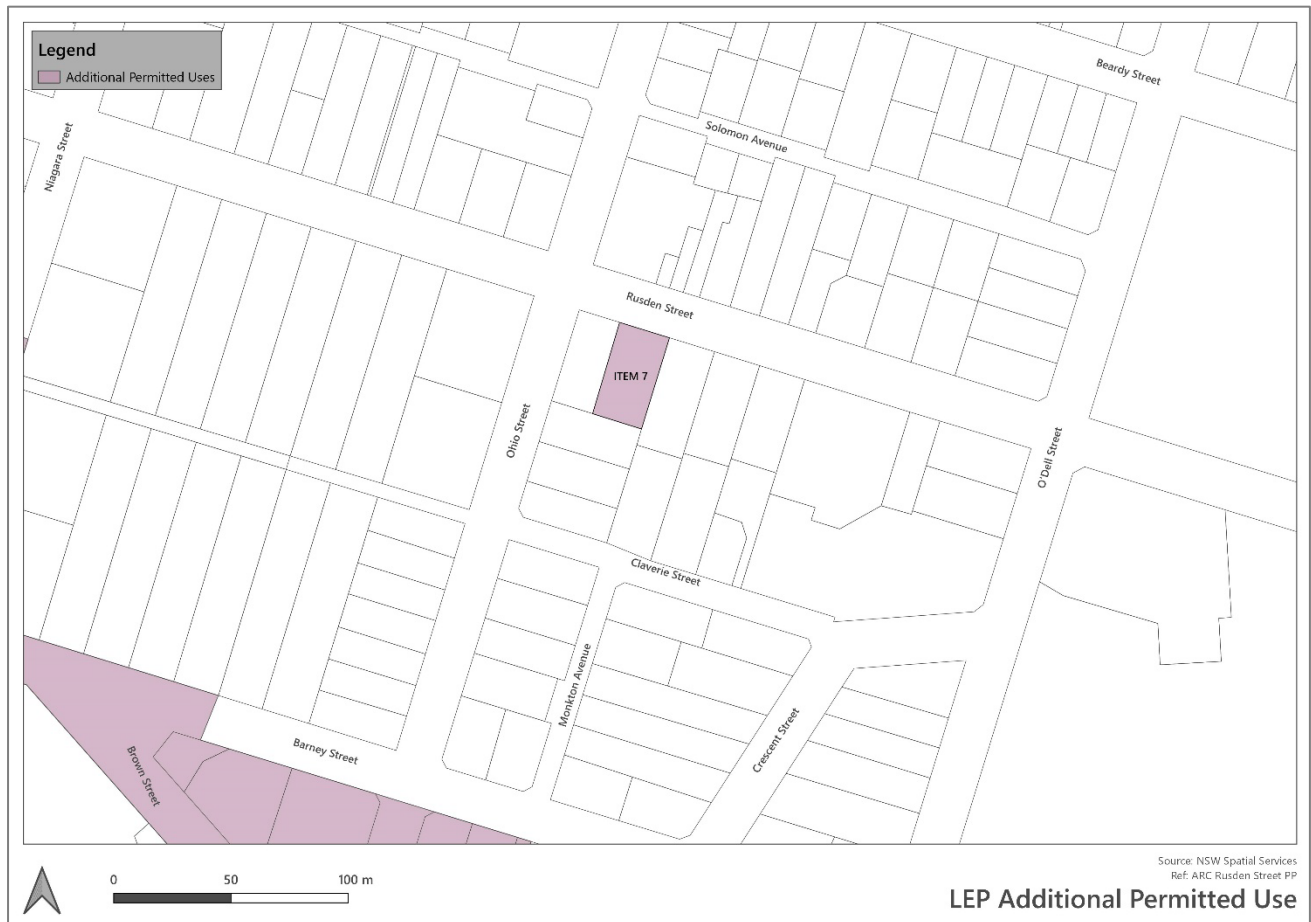 Legend
Additional Permitted Uses
Beardy Street
Solomon Avenue
Niagara Street
Rusden Street
ITEM 7
Ohio Street
O'Dell Street
Claverie Street
Monkton Avenue
Crescent Street
Barney Street
Brown Street
0 50 100 m
Source: NSW Spatial Services
Ref: ARC Rusden Street PP
LEP Additional Permitted Use